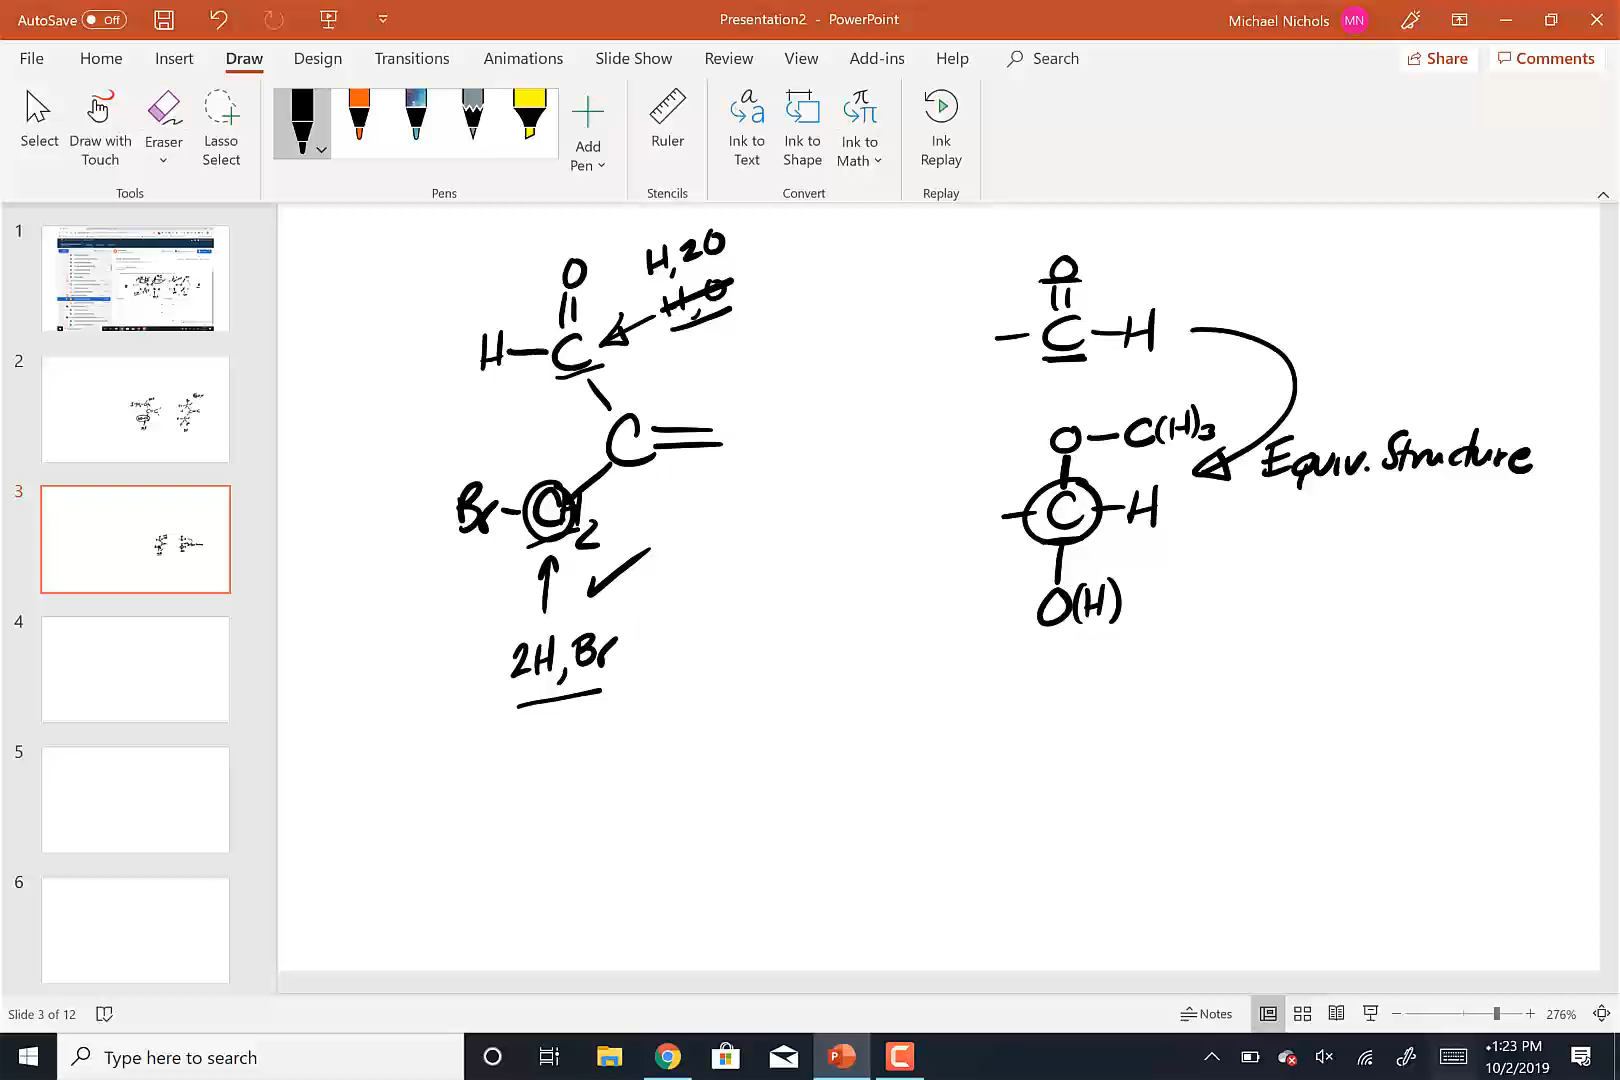 AutoSave Off
Presentation2 - PowerPoint
Michael Nichols MN
File Home Insert Draw Design Transitions Animations Slide Show Review View Add-ins Help Search
Share Comments
Select
Draw with Touch
Eraser
Lasso Select
Tools
Add Pen
Pens
Ruler
Stencils
Ink to Text
Ink to Shape
Ink to Math
Convert
Ink Replay
Replay
1
2
3
4
5
6
O
H, 2O
H, O
H-C
C
Br-CH2
2H, Br
O
-C-H
O-C(H)3
Equiv. Structure
-C-H
O(H)
Slide 3 of 12
Notes
276%
Type here to search
1:23 PM
10/2/2019